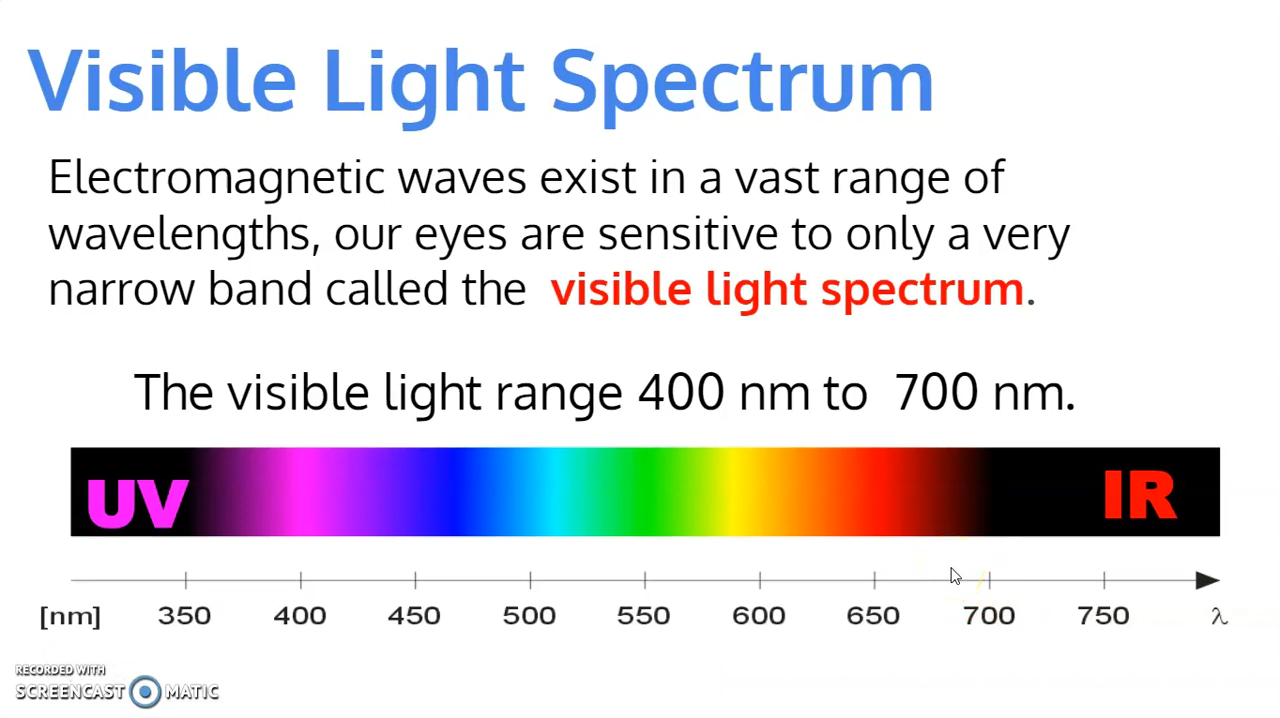 Visible Light Spectrum
Electromagnetic waves exist in a vast range of
wavelengths, our eyes are sensitive to only a very
narrow band called the visible light spectrum.
The visible light range 400 nm to 700 nm.
UV IR
[nm] 350 400 450 500 550 600 650 700 750 λ
RECORDED WITH
SCREENCAST MATIC